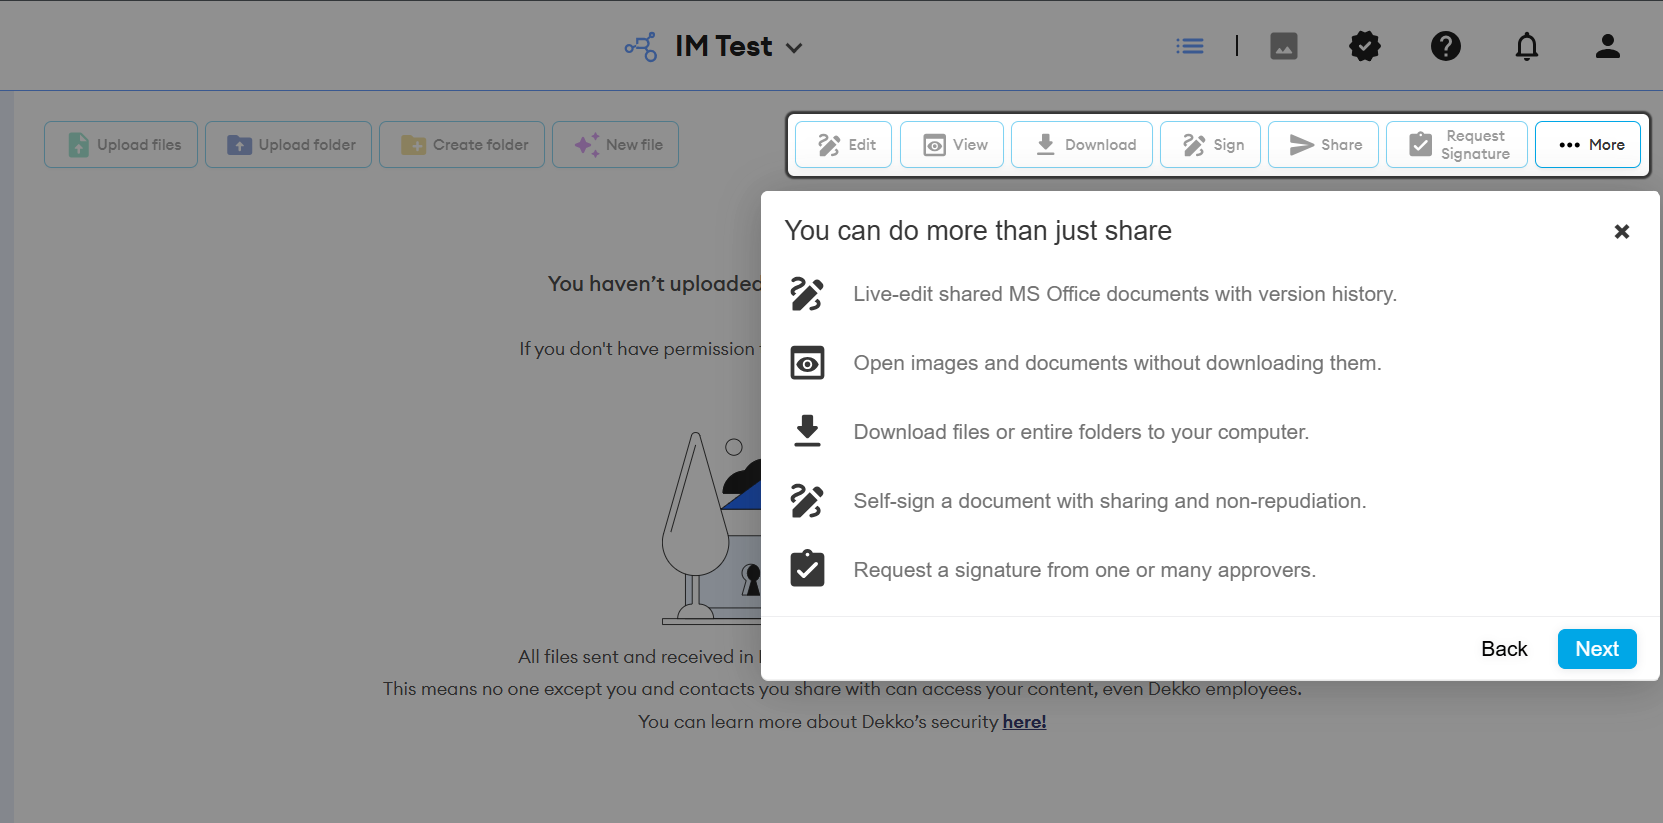 IM Test
Upload files
Upload folder
Create folder
New file
Edit
View
Download
Sign
Share
Request
Signature
More
You haven’t uploaded
If you don't have permission
You can do more than just share
Live-edit shared MS Office documents with version history.
Open images and documents without downloading them.
Download files or entire folders to your computer.
Self-sign a document with sharing and non-repudiation.
Request a signature from one or many approvers.
Back
Next
All files sent and received in
This means no one except you and contacts you share with can access your content, even Dekko employees.
You can learn more about Dekko’s security here!